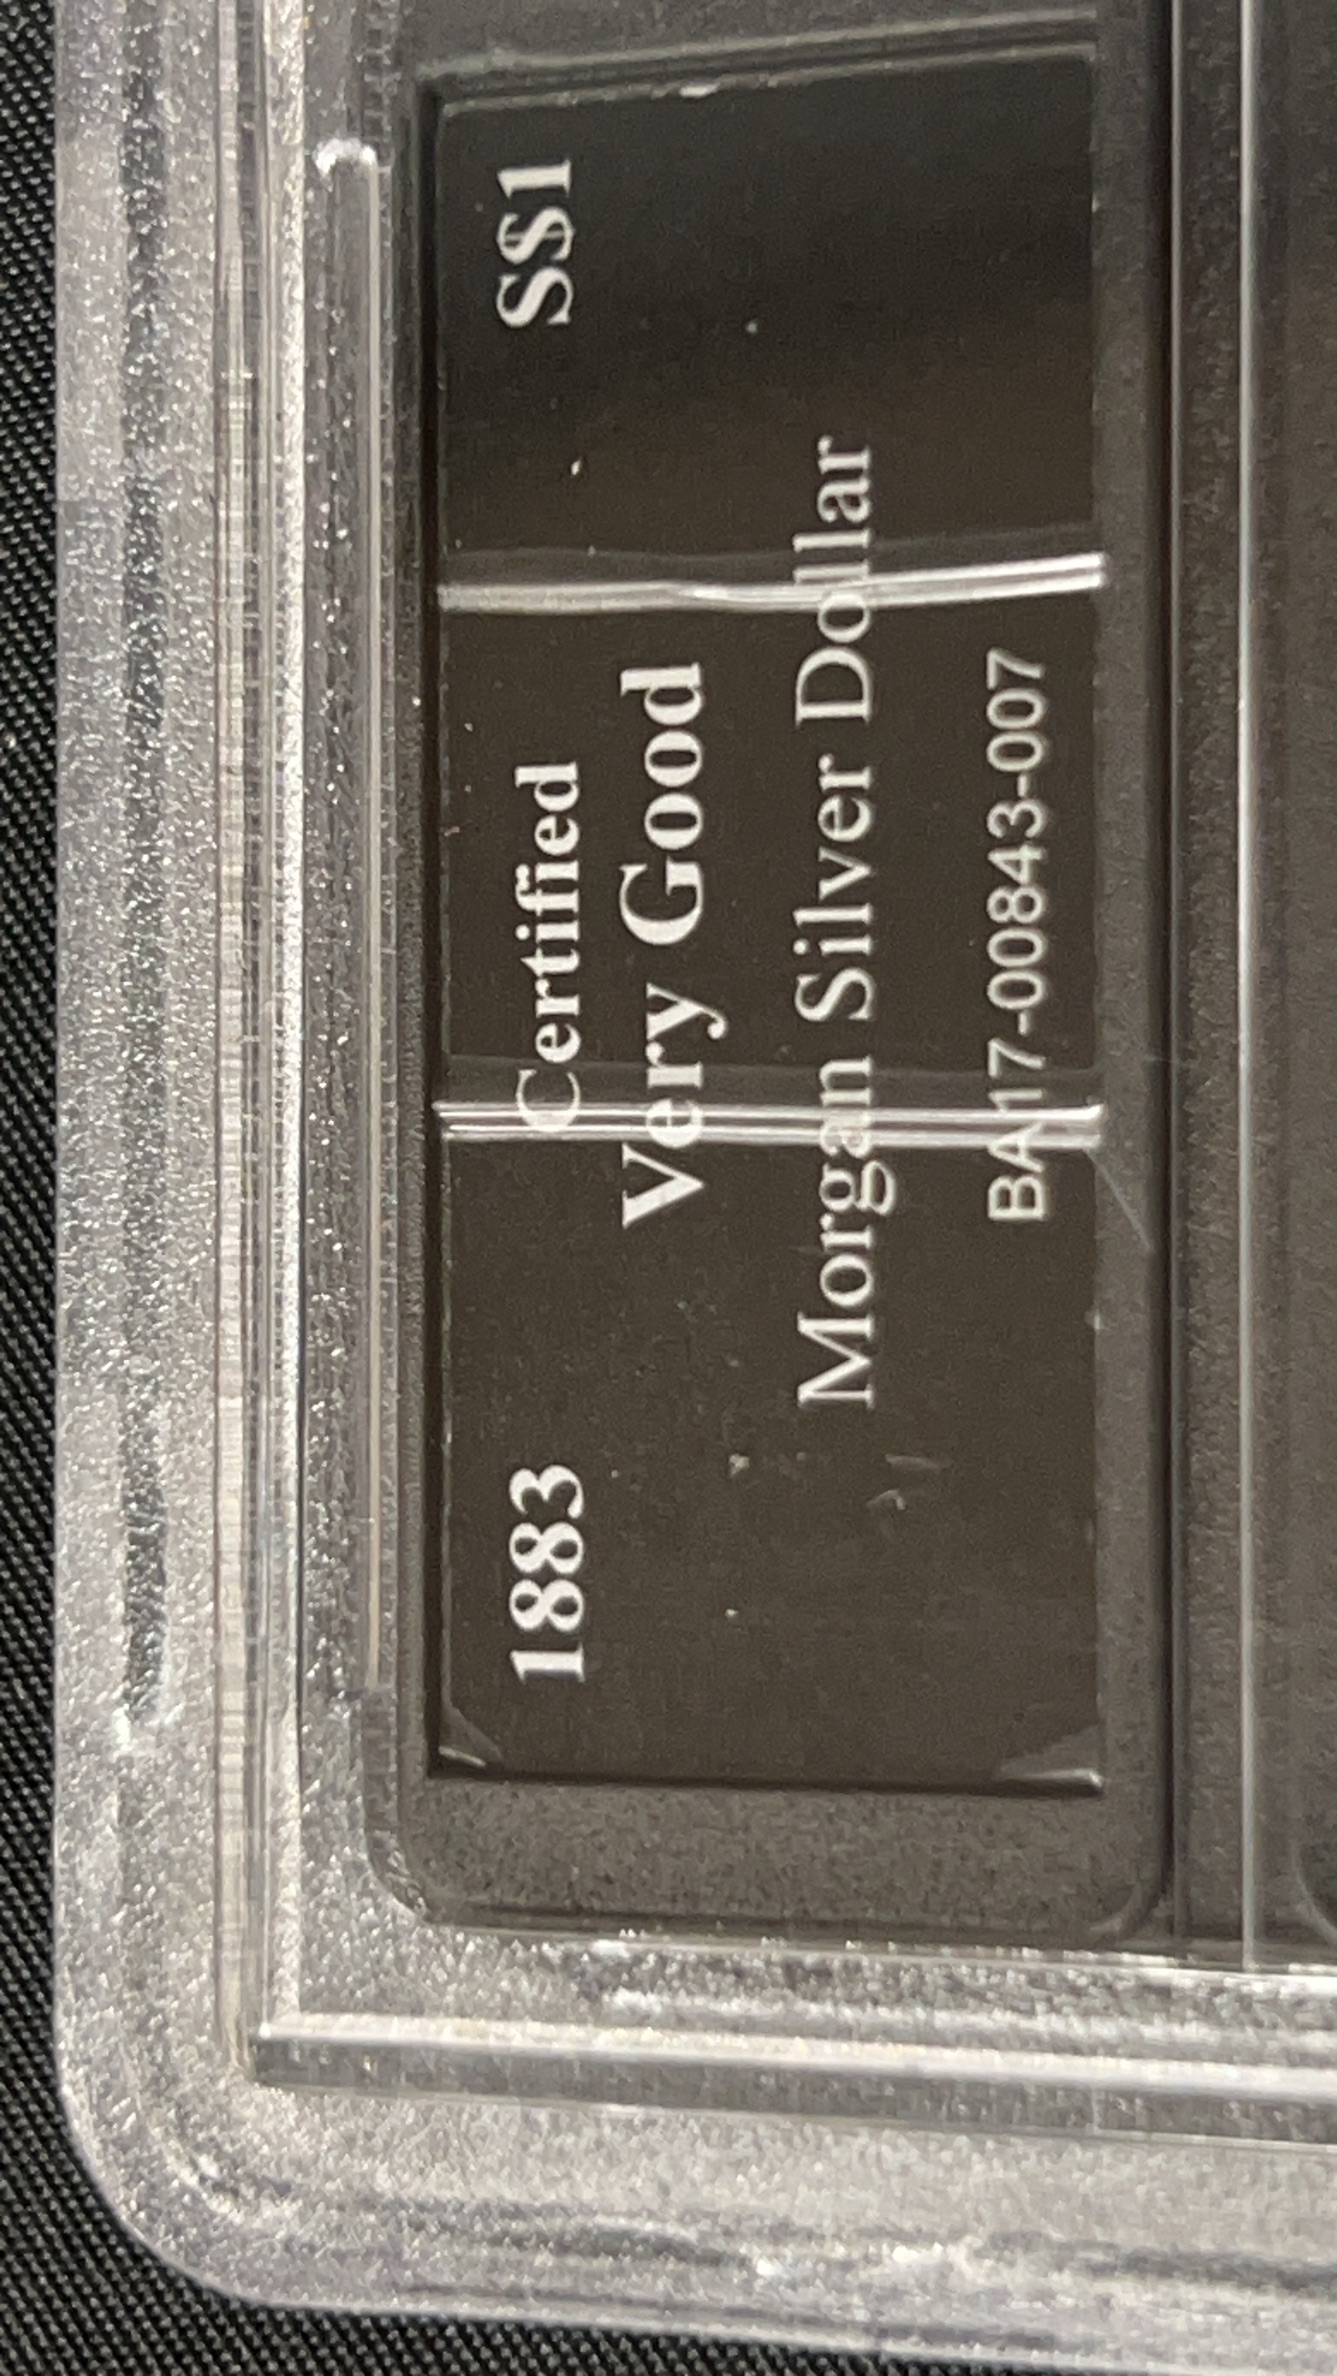 1883 S$1
Certified
Very Good
Morgan Silver Dollar
BA17-00843-007